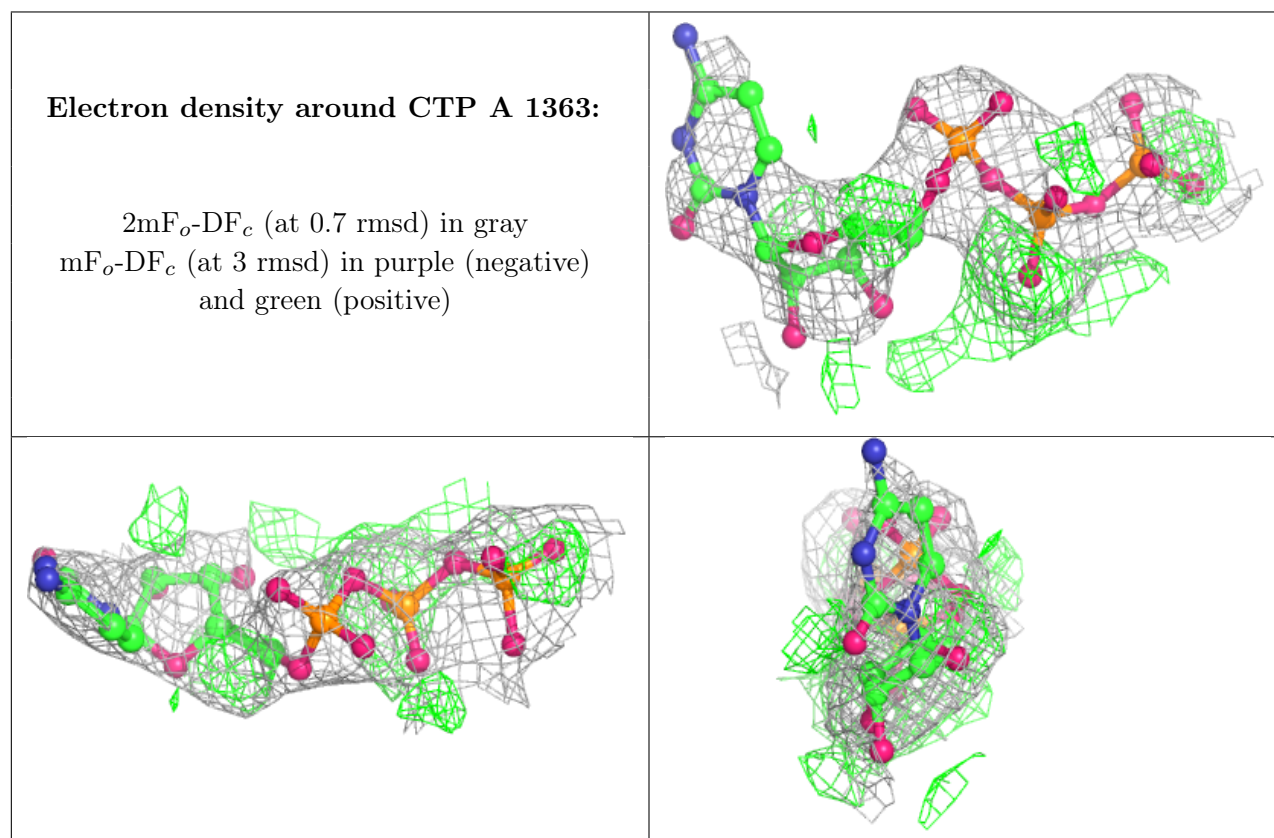 Electron density around CTP A 1363:
2mFo-DFc (at 0.7 rmsd) in gray
mFo-DFc (at 3 rmsd) in purple (negative)
and green (positive)